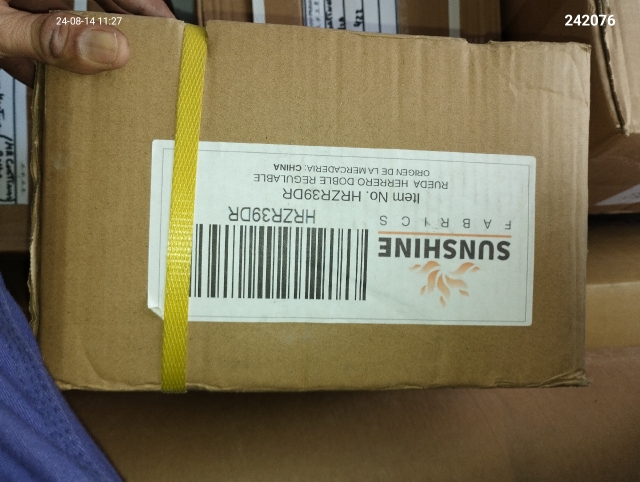 24-08-14 11:27
242076
SUNSHINE
FABRICS
HRZR39DR
Item No. HRZR39DR
RUEDA HERRERO DOBLE REGULABLE
ORIGEN DE LA MERCADERIA: CHINA